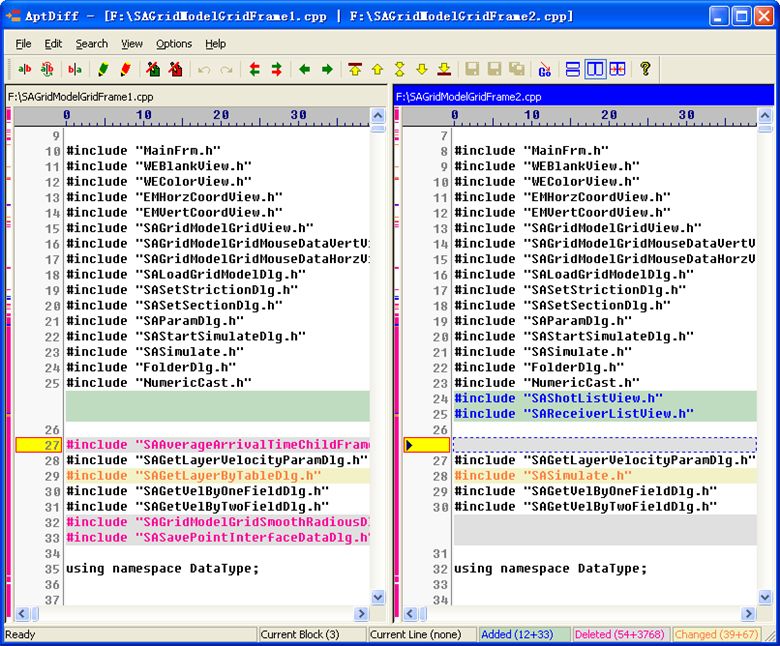 AptDiff - [F:\SAGridModelGridFrame1.cpp | F:\SAGridModelGridFrame2.cpp]
File Edit Search View Options Help
a|b a|b b|a GO ?
F:\SAGridModelGridFrame1.cpp
0 10 20 30
9
10 #include "MainFrm.h"
11 #include "WEBlankView.h"
12 #include "WEColorView.h"
13 #include "EMHorzCoordView.h"
14 #include "EMVertCoordView.h"
15 #include "SAGridModelGridView.h"
16 #include "SAGridModelGridMouseDataVertVi
17 #include "SAGridModelGridMouseDataHorzVi
18 #include "SALoadGridModelDlg.h"
19 #include "SASetStrictionDlg.h"
20 #include "SASetSectionDlg.h"
21 #include "SAParamDlg.h"
22 #include "SAStartSimulateDlg.h"
23 #include "SASimulate.h"
24 #include "FolderDlg.h"
25 #include "NumericCast.h"
26
27 #include "SAAverageArrivalTimeChildFrame
28 #include "SAGetLayerVelocityParamDlg.h"
29 #include "SAGetLayerByTableDlg.h"
30 #include "SAGetVelByOneFieldDlg.h"
31 #include "SAGetVelByTwoFieldDlg.h"
32 #include "SAGridModelGridSmoothRadiousD
33 #include "SASavePointInterfaceDataDlg.h"
34
35 using namespace DataType;
36
37
F:\SAGridModelGridFrame2.cpp
0 10 20 30
7
8 #include "MainFrm.h"
9 #include "WEBlankView.h"
10 #include "WEColorView.h"
11 #include "EMHorzCoordView.h"
12 #include "EMVertCoordView.h"
13 #include "SAGridModelGridView.h"
14 #include "SAGridModelGridMouseDataVertV
15 #include "SAGridModelGridMouseDataHorzV
16 #include "SALoadGridModelDlg.h"
17 #include "SASetStrictionDlg.h"
18 #include "SASetSectionDlg.h"
19 #include "SAParamDlg.h"
20 #include "SAStartSimulateDlg.h"
21 #include "SASimulate.h"
22 #include "FolderDlg.h"
23 #include "NumericCast.h"
24 #include "SAShotListView.h"
25 #include "SAReceiverListView.h"
26
27 #include "SAGetLayerVelocityParamDlg.h"
28 #include "SASimulate.h"
29 #include "SAGetVelByOneFieldDlg.h"
30 #include "SAGetVelByTwoFieldDlg.h"
31
32 using namespace DataType;
33
34
Ready Current Block (3) Current Line (none) Added (12+33) Deleted (54+3768) Changed (39+67)